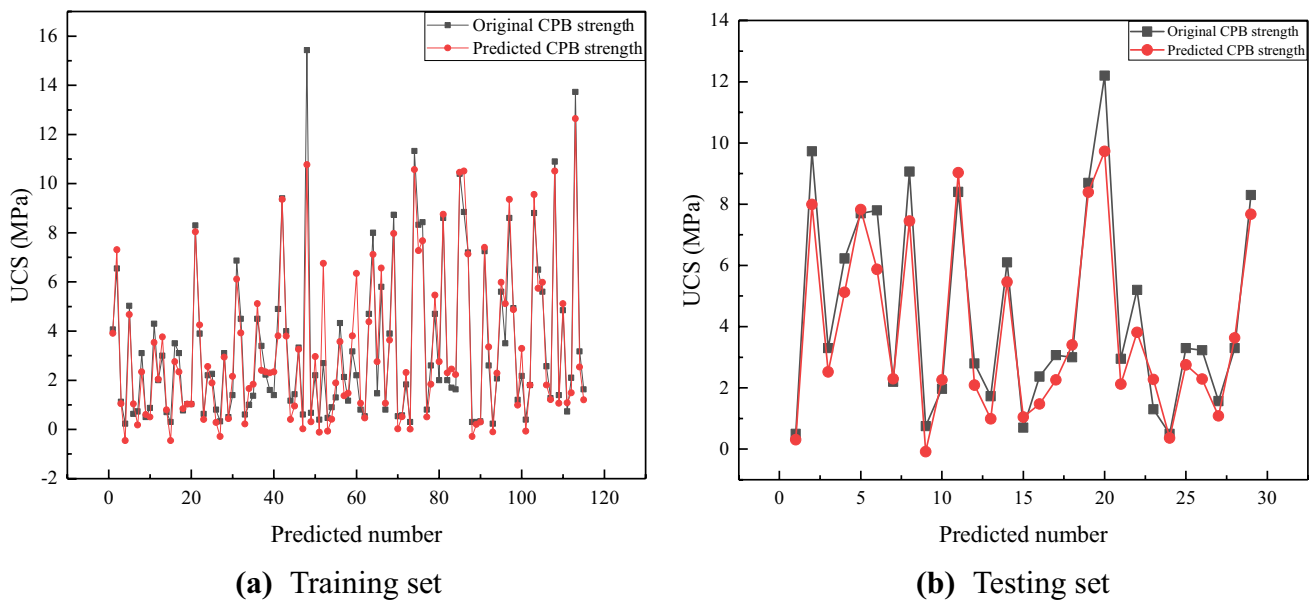 Original CPB strength
Predicted CPB strength
16
14
12
10
8
6
4
2
0
-2
UCS (MPa)
0 20 40 60 80 100 120
Predicted number
(a) Training set
Original CPB strength
Predicted CPB strength
14
12
10
8
6
4
2
0
UCS (MPa)
0 5 10 15 20 25 30
Predicted number
(b) Testing set